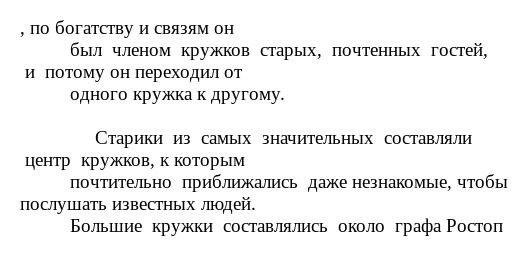 , по богатству и связям он
был членом кружков старых, почтенных гостей,
и потому он переходил от
одного кружка к другому.
Старики из самых значительных составляли
центр кружков, к которым
почтительно приближались даже незнакомые, чтобы
послушать известных людей.
Большие кружки составлялись около графа Ростоп